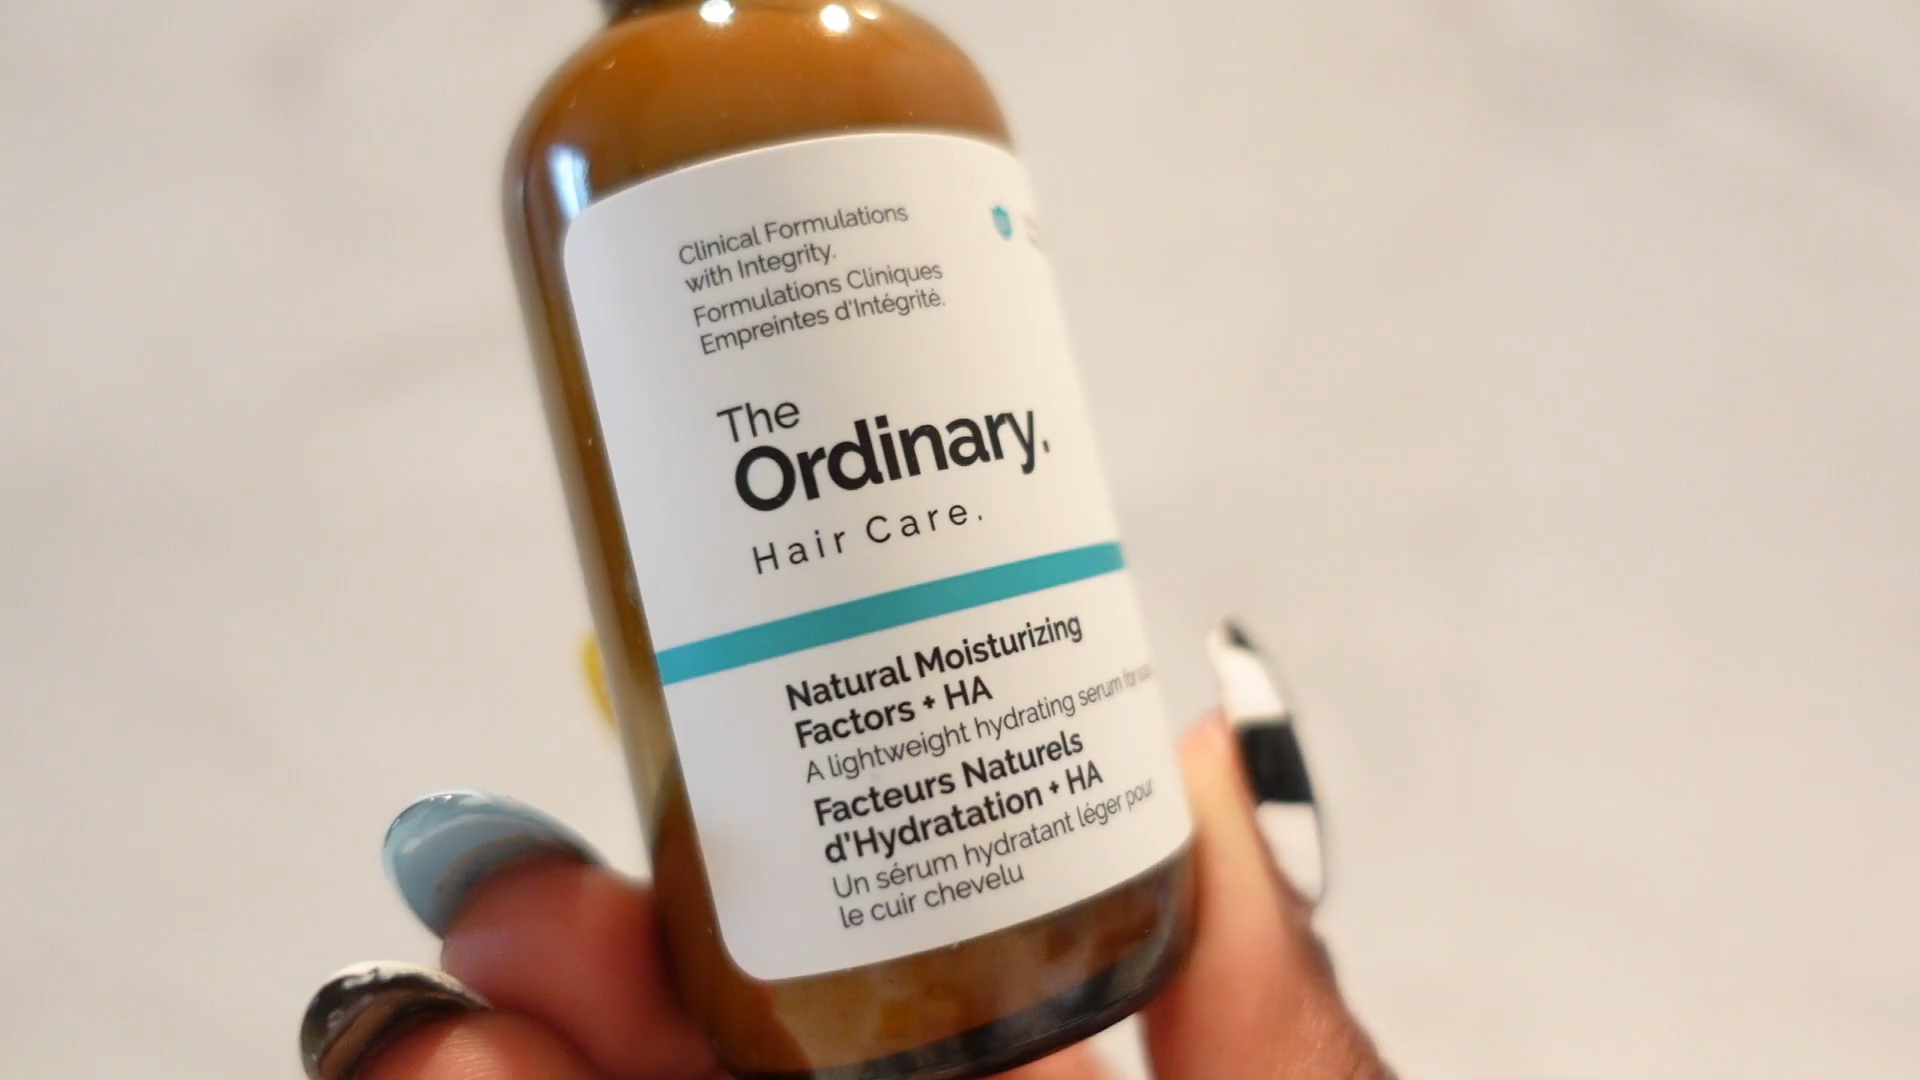 Clinical Formulations
with Integrity.
Formulations Cliniques
Empreintes d'Intégrité.
The
Ordinary.
Hair Care.
Natural Moisturizing
Factors + HA
A lightweight hydrating serum for
Facteurs Naturels
d'Hydratation + HA
Un sérum hydratant léger pour
le cuir chevelu